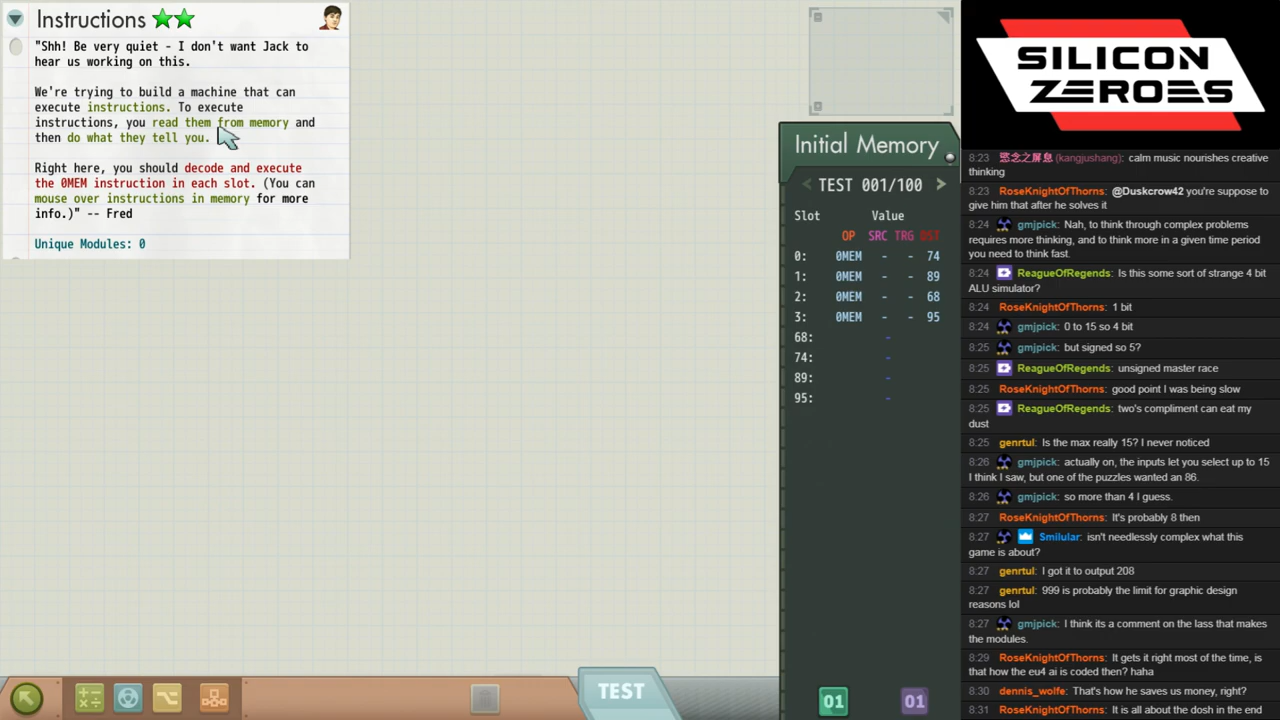 Instructions
"Shh! Be very quiet - I don't want Jack to
hear us working on this.
We're trying to build a machine that can
execute instructions. To execute
instructions, you read them from memory and
then do what they tell you.
Right here, you should decode and execute
the 0MEM instruction in each slot. (You can
mouse over instructions in memory for more
info.)" -- Fred
Unique Modules: 0
TEST
Initial Memory
< TEST 001/100 >
Slot Value
OP SRC TRG DST
0: 0MEM - - 74
1: 0MEM - - 89
2: 0MEM - - 68
3: 0MEM - - 95
68: -
74: -
89: -
95: -
01 01
SILICON
ZEROES
8:23 慾念之屏息 (kangjushang): calm music nourishes creative
thinking
8:23 RoseKnightOfThorns: @Duskcrow42 you're suppose to
give him that after he solves it
8:24 gmjpick: Nah, to think through complex problems
requires more thinking, and to think more in a given time period
you need to think fast.
8:24 ReagueOfRegends: Is this some sort of strange 4 bit
ALU simulator?
8:24 RoseKnightOfThorns: 1 bit
8:24 gmjpick: 0 to 15 so 4 bit
8:25 gmjpick: but signed so 5?
8:25 ReagueOfRegends: unsigned master race
8:25 RoseKnightOfThorns: good point I was being slow
8:25 ReagueOfRegends: two's compliment can eat my
dust
8:25 genrtul: Is the max really 15? I never noticed
8:26 gmjpick: actually on, the inputs let you select up to 15
I think I saw, but one of the puzzles wanted an 86.
8:26 gmjpick: so more than 4 I guess.
8:27 RoseKnightOfThorns: It's probably 8 then
8:27 Smilular: isn't needlessly complex what this
game is about?
8:27 genrtul: I got it to output 208
8:27 genrtul: 999 is probably the limit for graphic design
reasons lol
8:27 gmjpick: I think its a comment on the lass that makes
the modules.
8:29 RoseKnightOfThorns: It gets it right most of the time, is
that how the eu4 ai is coded then? haha
8:30 dennis_wolfe: That's how he saves us money, right?
8:31 RoseKnightOfThorns: It is all about the dosh in the end